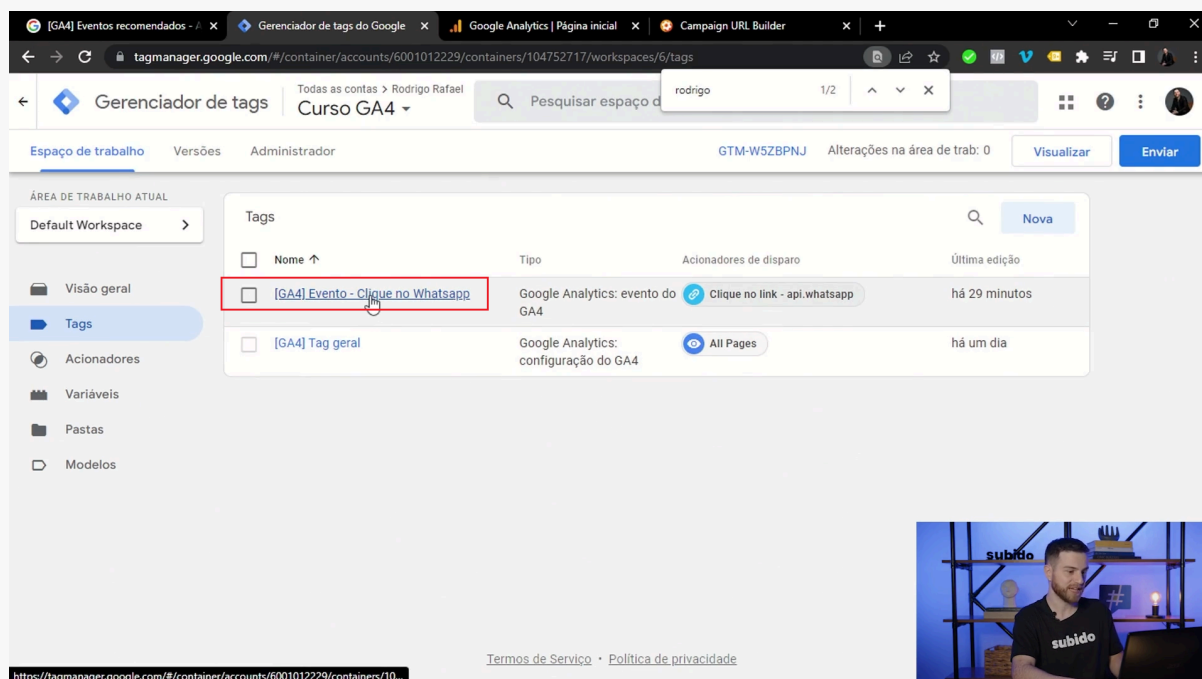 [GA4] Eventos recomendados - A
Gerenciador de tags do Google
Google Analytics | Página inicial
Campaign URL Builder
tagmanager.google.com/#/container/accounts/6001012229/containers/104752717/workspaces/6/tags
rodrigo
1/2
Gerenciador de tags
Todas as contas > Rodrigo Rafael
Curso GA4
Pesquisar espaço d
Espaço de trabalho
Versões
Administrador
GTM-W5ZBPNJ
Alterações na área de trab: 0
Visualizar
Enviar
ÁREA DE TRABALHO ATUAL
Default Workspace
Visão geral
Tags
Acionadores
Variáveis
Pastas
Modelos
Tags
Nova
Nome
Tipo
Acionadores de disparo
Última edição
[GA4] Evento - Clique no Whatsapp
Google Analytics: evento do
GA4
Clique no link - api.whatsapp
há 29 minutos
[GA4] Tag geral
Google Analytics:
configuração do GA4
All Pages
há um dia
subido
#
subido
Termos de Serviço • Política de privacidade
https://tagmanager.google.com/#/container/accounts/6001012229/containers/10...